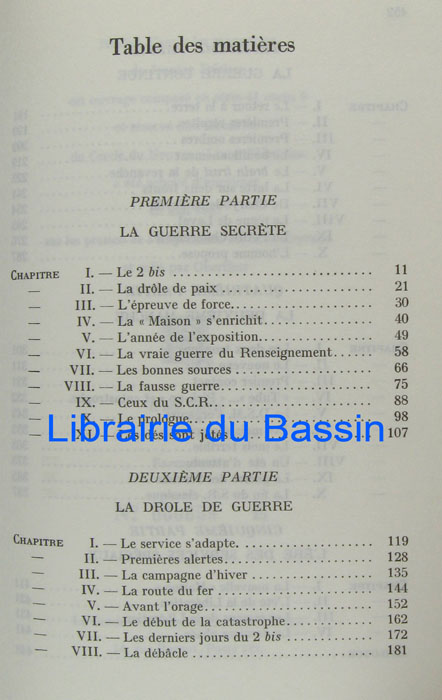 Table des matières
PREMIÈRE PARTIE
LA GUERRE SECRÈTE
CHAPITRE I. — Le 2 bis 11
— II. — La drôle de paix 21
— III. — L'épreuve de force 30
— IV. — La « Maison » s'enrichit 40
— V. — L'année de l'exposition 49
— VI. — La vraie guerre du Renseignement 58
— VII. — Les bonnes sources 66
— VIII. — La fausse guerre 75
— IX. — Ceux du S.C.R. 88
— X. — Le prologue 98
— XI. — Les dés sont jetés 107
Librairie du Bassin
DEUXIÈME PARTIE
LA DROLE DE GUERRE
CHAPITRE I. — Le service s'adapte 119
— II. — Premières alertes 128
— III. — La campagne d'hiver 135
— IV. — La route du fer 144
— V. — Avant l'orage 152
— VI. — Le début de la catastrophe 162
— VII. — Les derniers jours du 2 bis 172
— VIII. — La débâcle 181